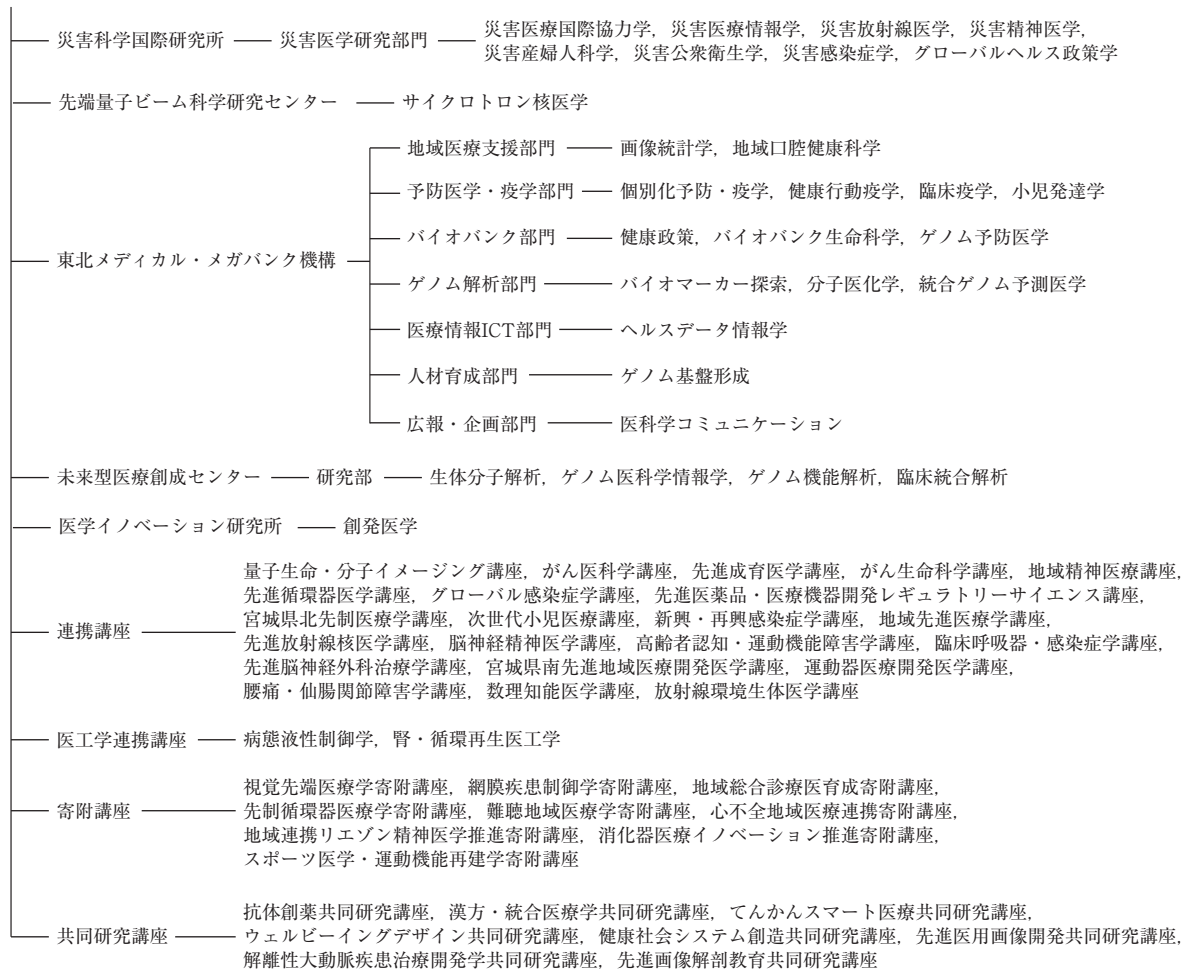 災害科学国際研究所 災害医学研究部門 災害医療国際協力学，災害医療情報学，災害放射線医学，災害精神医学，
災害産婦人科学，災害公衆衛生学，災害感染症学，グローバルヘルス政策学
先端量子ビーム科学研究センター サイクロトロン核医学
東北メディカル・メガバンク機構
地域医療支援部門 画像統計学，地域口腔健康科学
予防医学・疫学部門 個別化予防・疫学，健康行動疫学，臨床疫学，小児発達学
バイオバンク部門 健康政策，バイオバンク生命科学，ゲノム予防医学
ゲノム解析部門 バイオマーカー探索，分子医化学，統合ゲノム予測医学
医療情報ICT部門 ヘルスデータ情報学
人材育成部門 ゲノム基盤形成
広報・企画部門 医科学コミュニケーション
未来型医療創成センター 研究部 生体分子解析，ゲノム医科学情報学，ゲノム機能解析，臨床統合解析
医学イノベーション研究所 創発医学
連携講座
量子生命・分子イメージング講座，がん医科学講座，先進成育医学講座，がん生命科学講座，地域精神医療講座，
先進循環器医学講座，グローバル感染症学講座，先進医薬品・医療機器開発レギュラトリーサイエンス講座，
宮城県北先制医療学講座，次世代小児医療講座，新興・再興感染症学講座，地域先進医療学講座，
先進放射線核医学講座，脳神経精神医学講座，高齢者認知・運動機能障害学講座，臨床呼吸器・感染症学講座，
先進脳神経外科治療学講座，宮城県南先進地域医療開発医学講座，運動器医療開発医学講座，
腰痛・仙腸関節障害学講座，数理知能医学講座，放射線環境生体医学講座
医工学連携講座 病態液性制御学，腎・循環再生医工学
寄附講座
視覚先端医療学寄附講座，網膜疾患制御学寄附講座，地域総合診療医育成寄附講座，
先制循環器医療学寄附講座，難聴地域医療学寄附講座，心不全地域医療連携寄附講座，
地域連携リエゾン精神医学推進寄附講座，消化器医療イノベーション推進寄附講座，
スポーツ医学・運動機能再建学寄附講座
共同研究講座
抗体創薬共同研究講座，漢方・統合医療学共同研究講座，てんかんスマート医療共同研究講座，
ウェルビーイングデザイン共同研究講座，健康社会システム創造共同研究講座，先進医用画像開発共同研究講座，
解離性大動脈疾患治療開発学共同研究講座，先進画像解剖教育共同研究講座